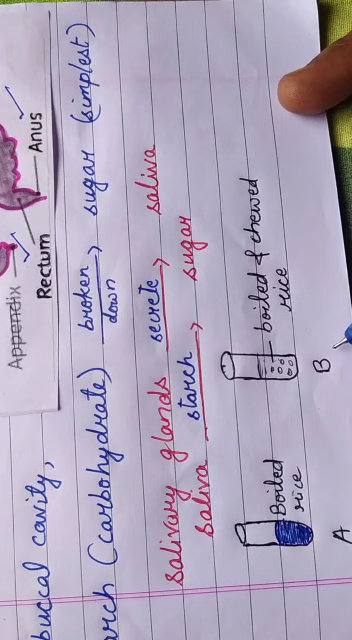 Appendix
Anus
Rectum
buccal cavity,
arch (carbohydrate) broken down → sugar (simplest)
salivary glands secrete → saliva
saliva starch → sugar
Boiled rice
boiled & chewed rice
A
B